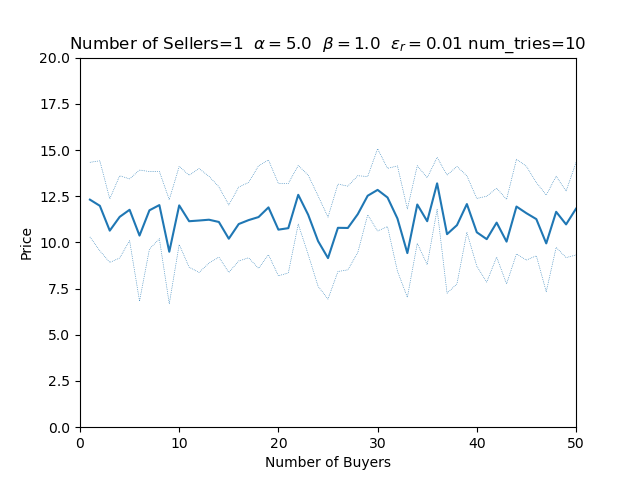 Number of Sellers=1 α = 5.0 β = 1.0 ε_r = 0.01 num_tries=10
Price
20.0
17.5
15.0
12.5
10.0
7.5
5.0
2.5
0.0
0 10 20 30 40 50
Number of Buyers